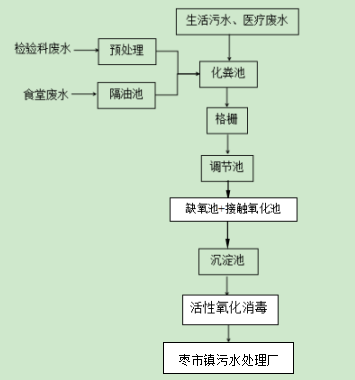 生活污水、医疗废水
检验科废水
预处理
化粪池
食堂废水
隔油池
格栅
调节池
缺氧池+接触氧化池
沉淀池
活性氧化消毒
枣市镇污水处理厂